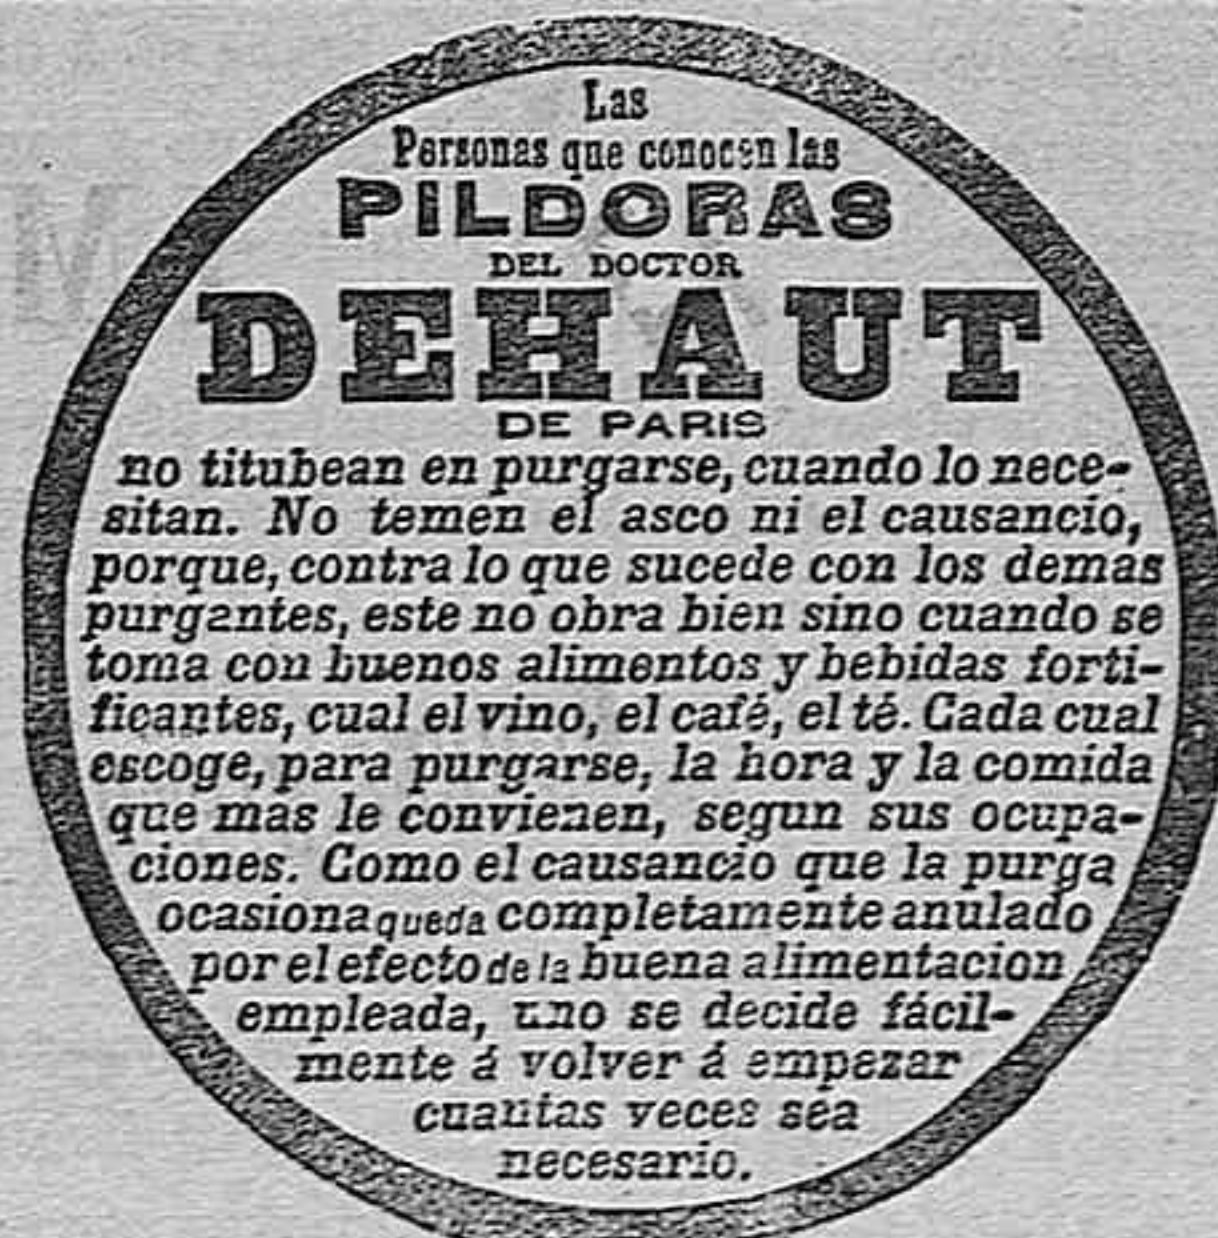 Las
Personas que conocen las
PILDORAS
DEL DOCTOR
DEHAUT
DE PARIS
no titubean en purgarse, cuando lo nece-
sitan. No temen el asco ni el causancio,
porque, contra lo que sucede con los demas
purgantes, este no obra bien sino cuando se
toma con buenos alimentos y bebidas forti-
ficantes, cual el vino, el café, el té. Cada cual
escoge, para purgarse, la hora y la comida
que mas le convienen, segun sus ocupa-
ciones. Como el causancio que la purga
ocasiona queda completamente anulado
por el efecto de la buena alimentacion
empleada, uno se decide fácil-
mente á volver á empezar
cuantas veces sea
necesario.